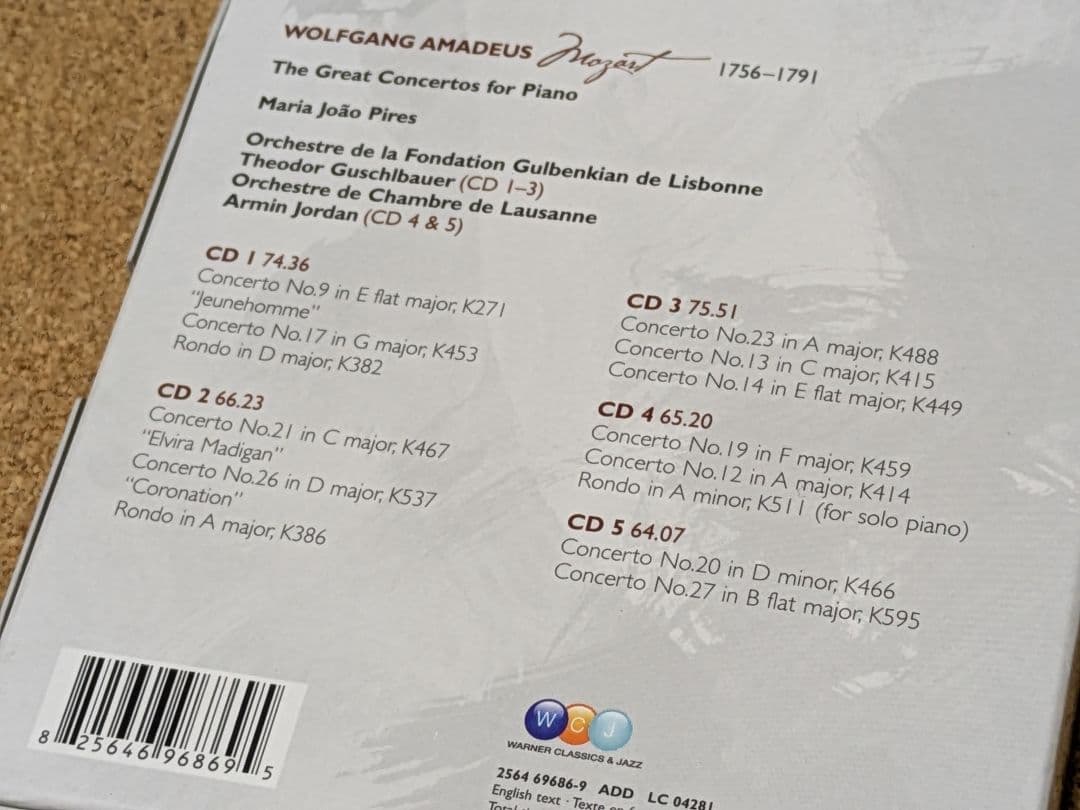 WOLFGANG AMADEUS Mozart 1756–1791
The Great Concertos for Piano
Maria João Pires
Orchestre de la Fondation Gulbenkian de Lisbonne
Theodor Guschlbauer (CD 1–3)
Orchestre de Chambre de Lausanne
Armin Jordan (CD 4 & 5)
CD 1 74.36
Concerto No.9 in E flat major, K271
"Jeunehomme"
Concerto No.17 in G major, K453
Rondo in D major, K382
CD 2 66.23
Concerto No.21 in C major, K467
"Elvira Madigan"
Concerto No.26 in D major, K537
"Coronation"
Rondo in A major, K386
CD 3 75.51
Concerto No.23 in A major, K488
Concerto No.13 in C major, K415
Concerto No.14 in E flat major, K449
CD 4 65.20
Concerto No.19 in F major, K459
Concerto No.12 in A major, K414
Rondo in A minor, K511 (for solo piano)
CD 5 64.07
Concerto No.20 in D minor, K466
Concerto No.27 in B flat major, K595
8 25646 96869 5
W C J
WARNER CLASSICS & JAZZ
2564 69686-9 ADD LC 04281
English text · Texte